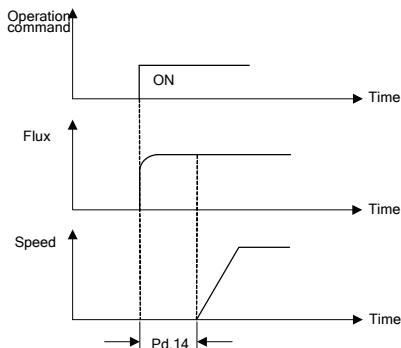 Operation
command
ON
Time
Flux
Time
Speed
Time
Pd.14